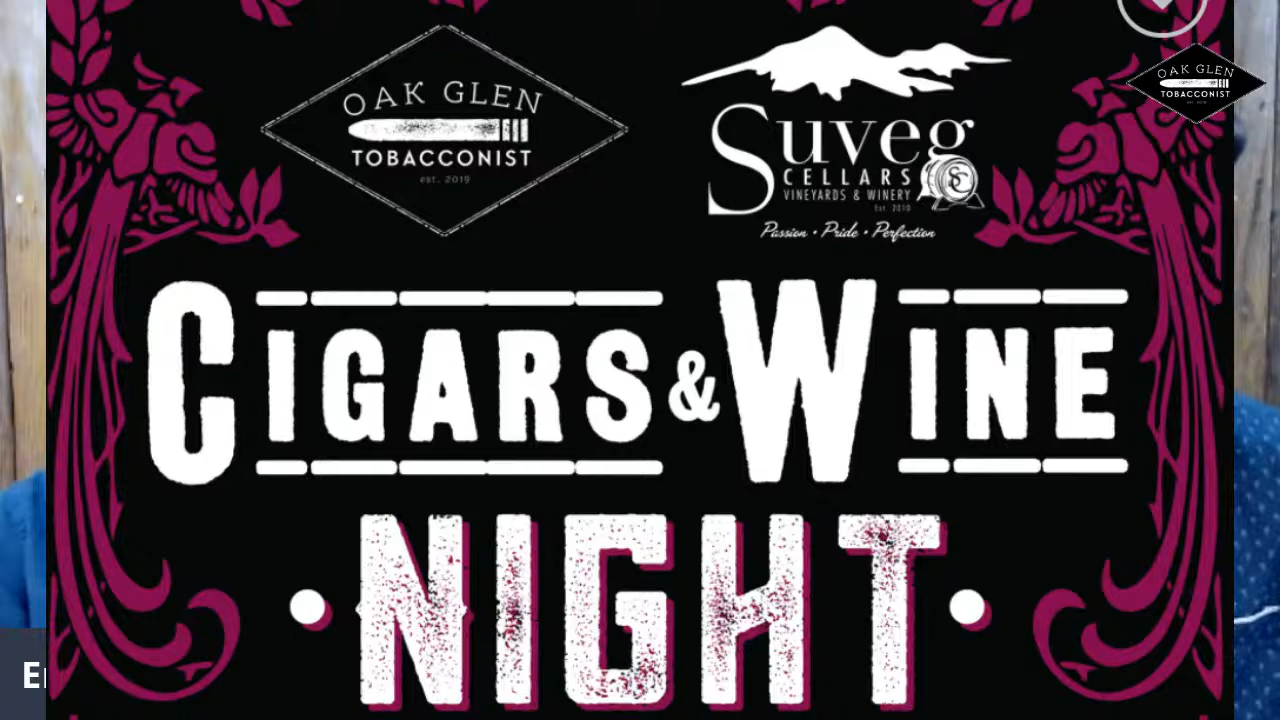 OAK GLEN
TOBACCONIST
est. 2019
Suveg
CELLARS
VINEYARDS & WINERY
Est. 2010
SC
Passion • Pride • Perfection
OAK GLEN
TOBACCONIST
CIGARS & WINE
• NIGHT •